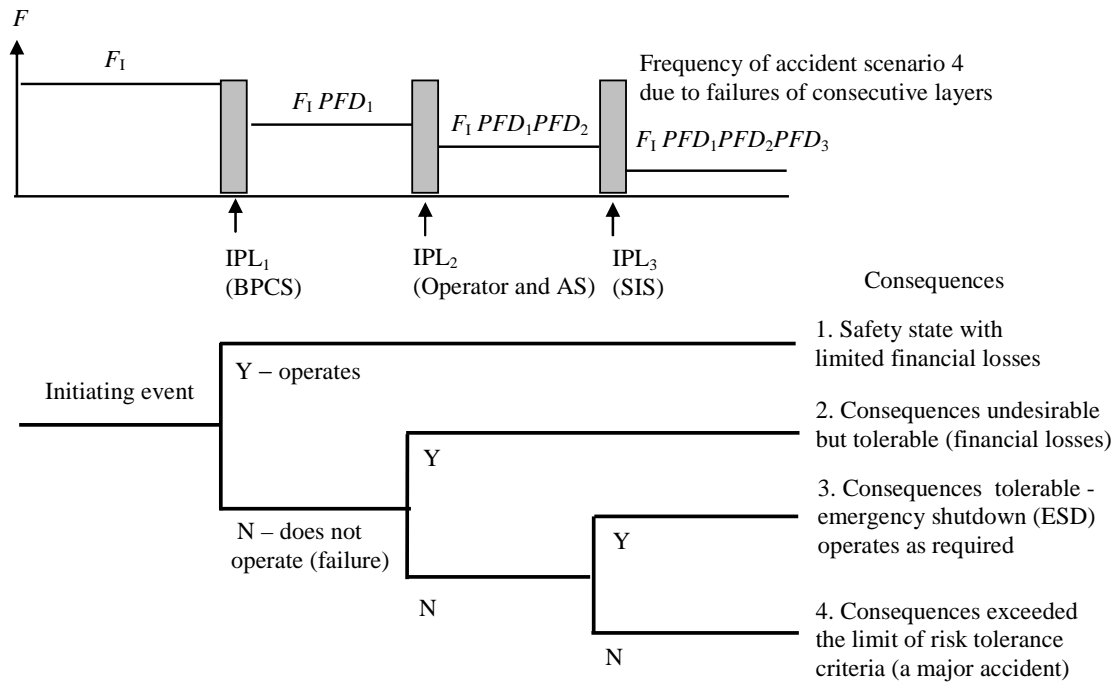 F
F_I
F_I PFD_1
F_I PFD_1PFD_2
Frequency of accident scenario 4
due to failures of consecutive layers
F_I PFD_1PFD_2PFD_3
IPL_1
(BPCS)
IPL_2
(Operator and AS)
IPL_3
(SIS)
Consequences
Initiating event
Y – operates
N – does not
operate (failure)
Y
N
Y
N
1. Safety state with
limited financial losses
2. Consequences undesirable
but tolerable (financial losses)
3. Consequences tolerable -
emergency shutdown (ESD)
operates as required
4. Consequences exceeded
the limit of risk tolerance
criteria (a major accident)